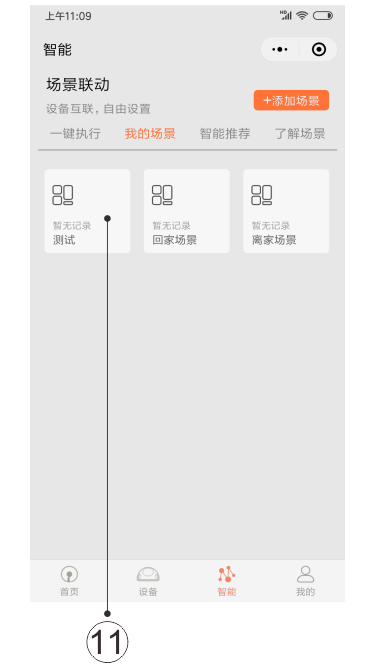 上午11:09
智能
场景联动
设备互联，自由设置
+添加场景
一键执行 我的场景 智能推荐 了解场景
暂无记录 暂无记录 暂无记录
测试 回家场景 离家场景
首页 设备 智能 我的
11